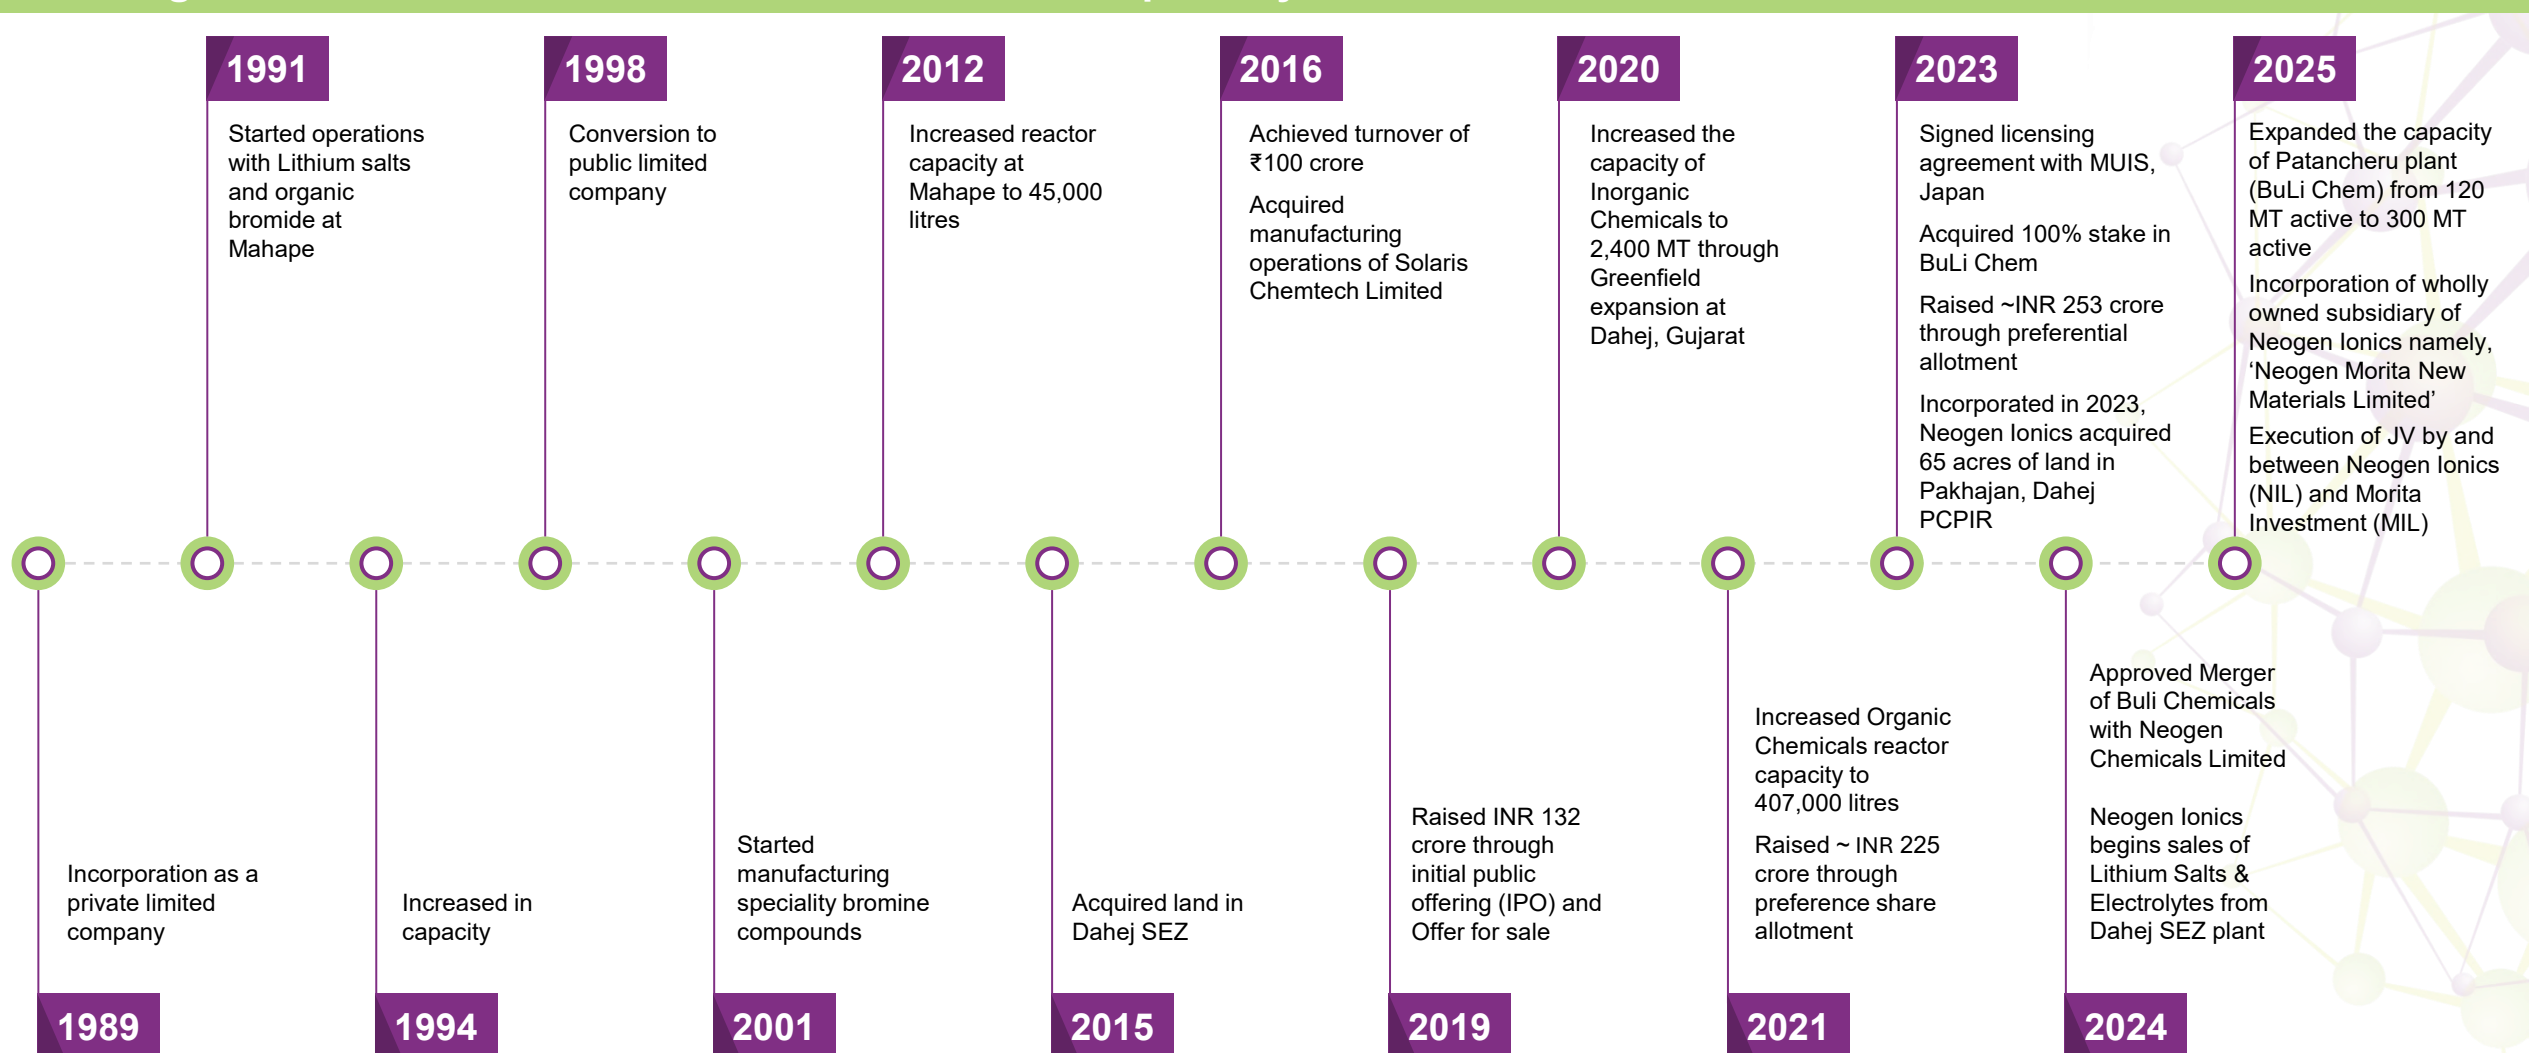 1991
Started operations
with Lithium salts
and organic
bromide at
Mahape
1998
Conversion to
public limited
company
2012
Increased reactor
capacity at
Mahape to 45,000
litres
2016
Achieved turnover of
₹100 crore
Acquired
manufacturing
operations of Solaris
Chemtech Limited
2020
Increased the
capacity of
Inorganic
Chemicals to
2,400 MT through
Greenfield
expansion at
Dahej, Gujarat
2023
Signed licensing
agreement with MUIS,
Japan
Acquired 100% stake in
BuLi Chem
Raised ~INR 253 crore
through preferential
allotment
Incorporated in 2023,
Neogen Ionics acquired
65 acres of land in
Pakhajan, Dahej
PCPIR
2025
Expanded the capacity
of Patancheru plant
(BuLi Chem) from 120
MT active to 300 MT
active
Incorporation of wholly
owned subsidiary of
Neogen Ionics namely,
‘Neogen Morita New
Materials Limited’
Execution of JV by and
between Neogen Ionics
(NIL) and Morita
Investment (MIL)
Incorporation as a
private limited
company
1989
Increased in
capacity
1994
Started
manufacturing
speciality bromine
compounds
2001
Acquired land in
Dahej SEZ
2015
Raised INR 132
crore through
initial public
offering (IPO) and
Offer for sale
2019
Increased Organic
Chemicals reactor
capacity to
407,000 litres
Raised ~ INR 225
crore through
preference share
allotment
2021
Approved Merger
of Buli Chemicals
with Neogen
Chemicals Limited
Neogen Ionics
begins sales of
Lithium Salts &
Electrolytes from
Dahej SEZ plant
2024